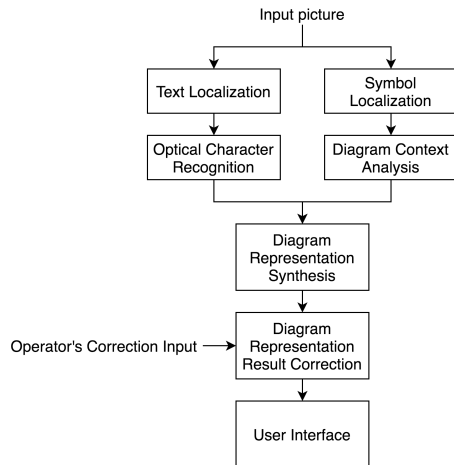 Input picture
Text Localization
Symbol
Localization
Optical Character
Recognition
Diagram Context
Analysis
Diagram
Representation
Synthesis
Operator's Correction Input
Diagram
Representation
Result Correction
User Interface